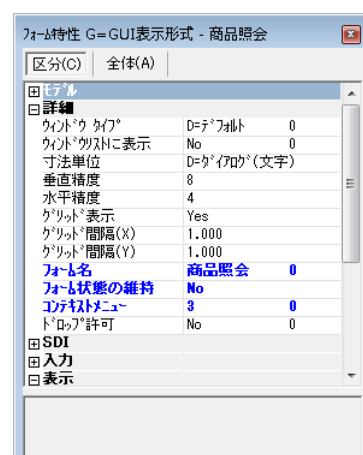 ﾌｫｰﾑ特性 G=GUI表示形式 - 商品照会
区分(C) 全体(A)
ﾓﾃﾞﾙ
詳細
ｳｨﾝﾄﾞｳ ﾀｲﾌﾟ D=ﾃﾞﾌｫﾙﾄ 0
ｳｨﾝﾄﾞｳﾘｽﾄに表示 No 0
寸法単位 D=ﾀﾞｲｱﾛｸﾞ(文字)
垂直精度 8
水平精度 4
ｸﾞﾘｯﾄﾞ表示 Yes
ｸﾞﾘｯﾄﾞ間隔(X) 1.000
ｸﾞﾘｯﾄﾞ間隔(Y) 1.000
ﾌｫｰﾑ名 商品照会 0
ﾌｫｰﾑ状態の維持 No
ｺﾝﾃｷｽﾄﾒﾆｭｰ 3 0
ﾄﾞﾛｯﾌﾟ許可 No 0
SDI
入力
表示